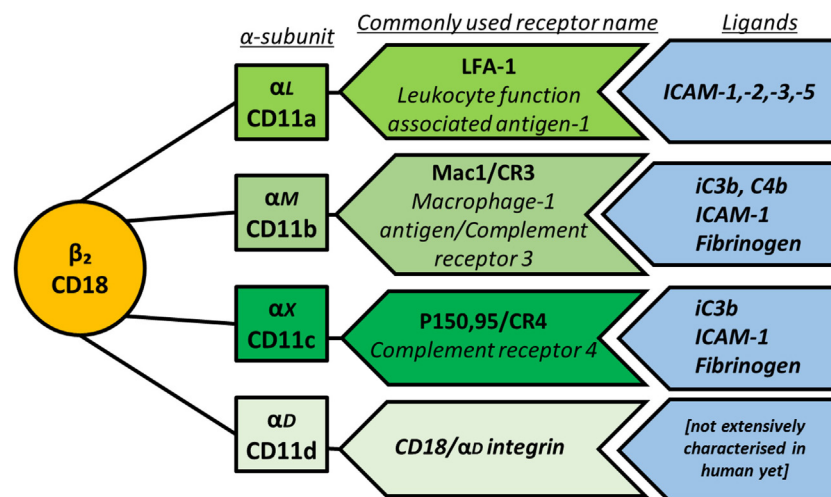 α-subunit
Commonly used receptor name
Ligands
αL
CD11a
LFA-1
Leukocyte function
associated antigen-1
ICAM-1,-2,-3,-5
αM
CD11b
Mac1/CR3
Macrophage-1
antigen/Complement
receptor 3
iC3b, C4b
ICAM-1
Fibrinogen
β₂
CD18
αX
CD11c
P150,95/CR4
Complement receptor 4
iC3b
ICAM-1
Fibrinogen
αD
CD11d
CD18/αD integrin
[not extensively
characterised in
human yet]